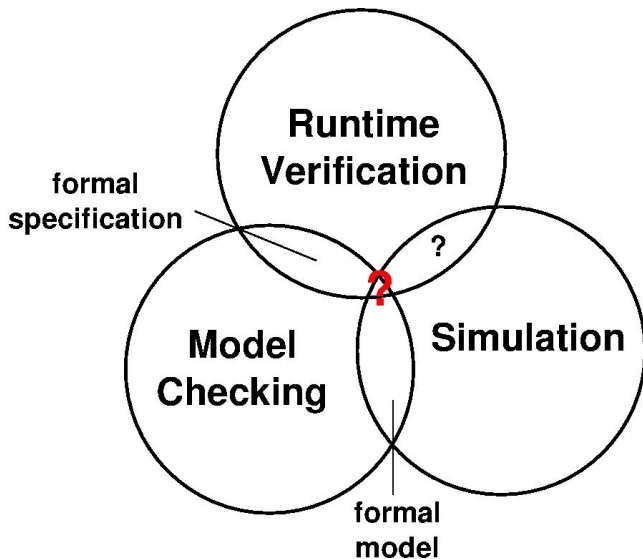 Runtime
Verification
formal
specification
?
?
Model
Checking
Simulation
formal
model